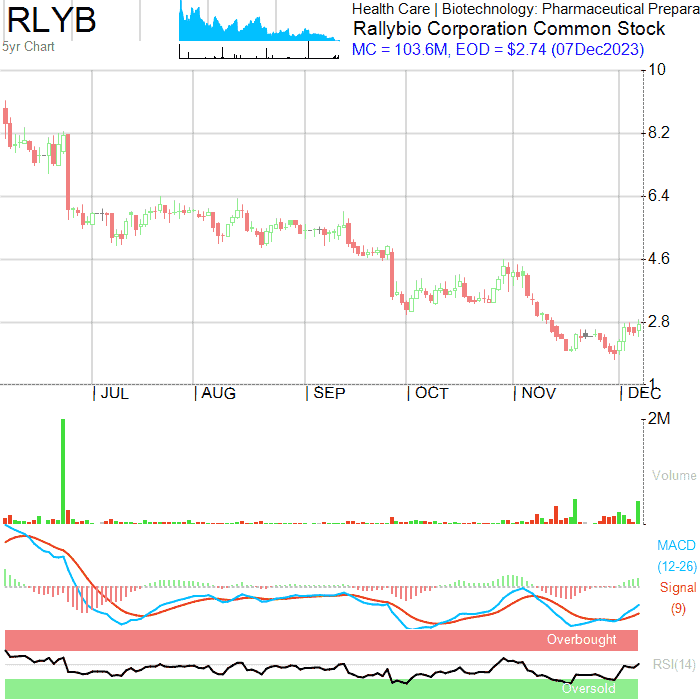 RLYB
5yr Chart
Health Care | Biotechnology: Pharmaceutical Prepara
Rallybio Corporation Common Stock
MC = 103.6M, EOD = $2.74 (07Dec2023)
10
8.2
6.4
4.6
2.8
1
| JUL | AUG | SEP | OCT | NOV | DEC
2M
Volume
MACD
(12-26)
Signal
(9)
Overbought
RSI(14)
Oversold